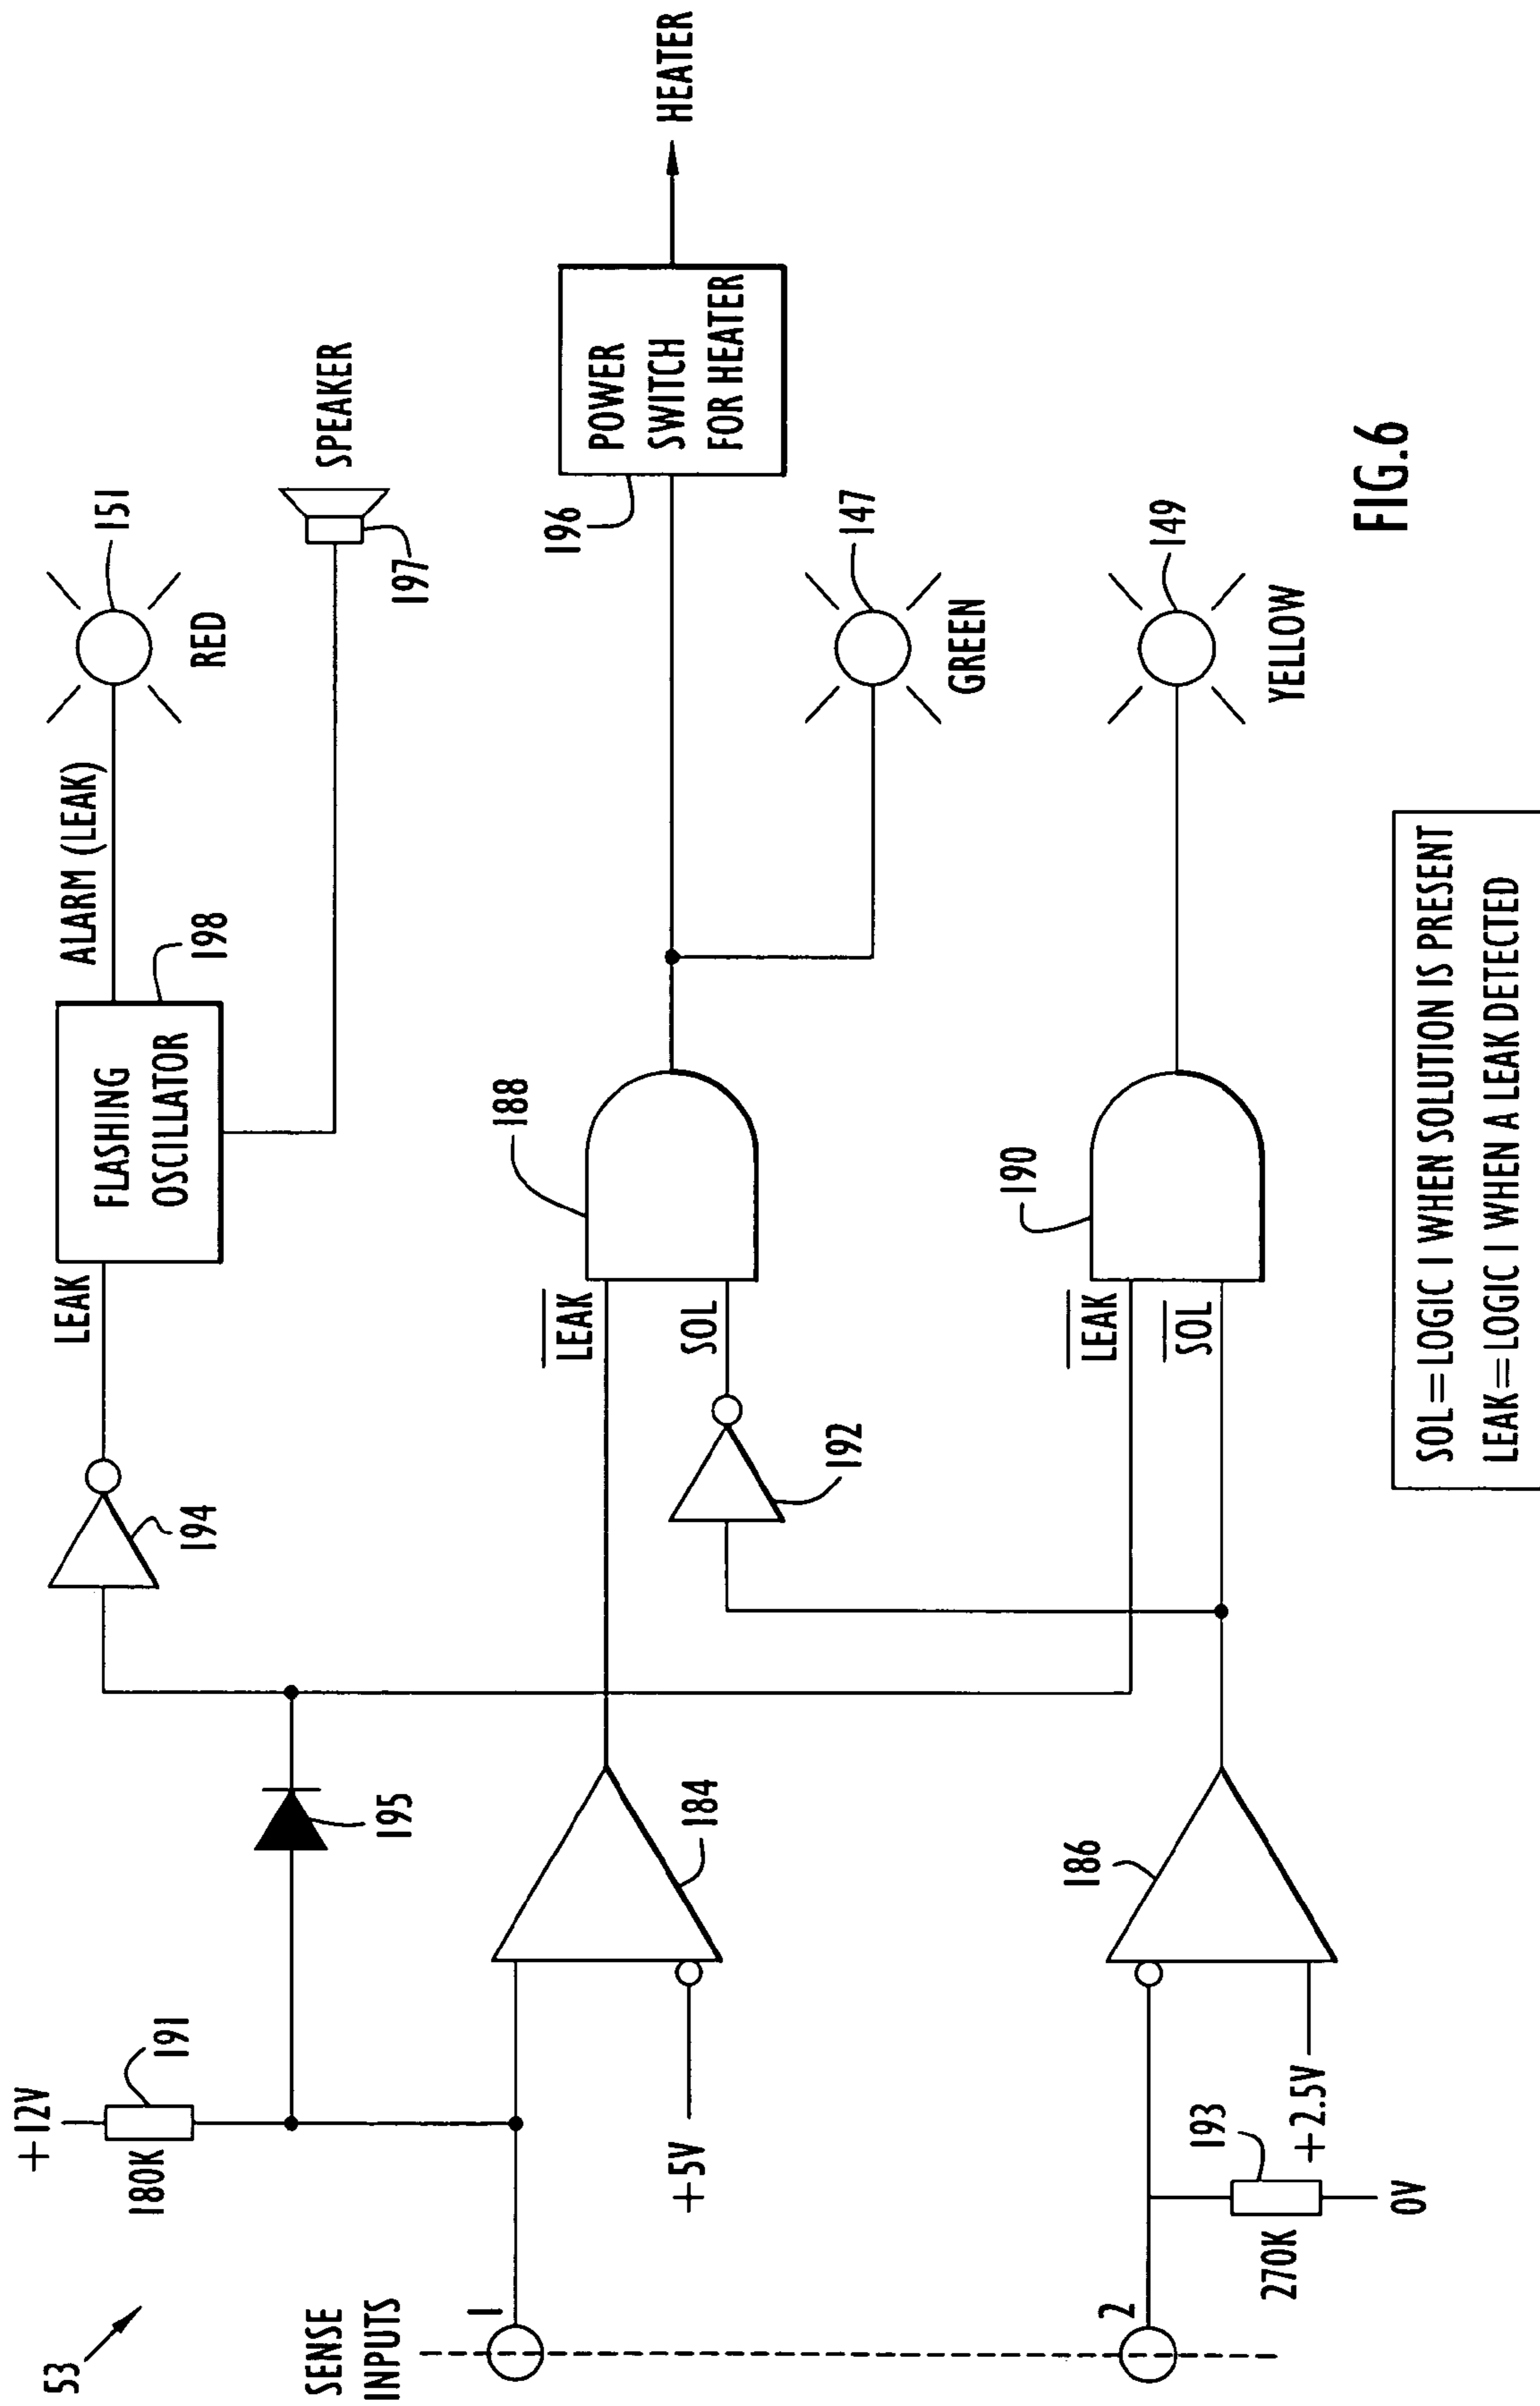 53
SENSE
INPUTS
1
2
+12V
180K
191
195
+5V
184
186
193
270K
+2.5V
0V
194
LEAK
FLASHING
OSCILLATOR
198
ALARM (LEAK)
151
RED
SPEAKER
197
192
LEAK
SOL
188
196
POWER
SWITCH
FOR HEATER
HEATER
147
GREEN
LEAK
SOL
190
149
YELLOW
SOL=LOGIC 1 WHEN SOLUTION IS PRESENT
LEAK=LOGIC 1 WHEN A LEAK DETECTED
FIG.6